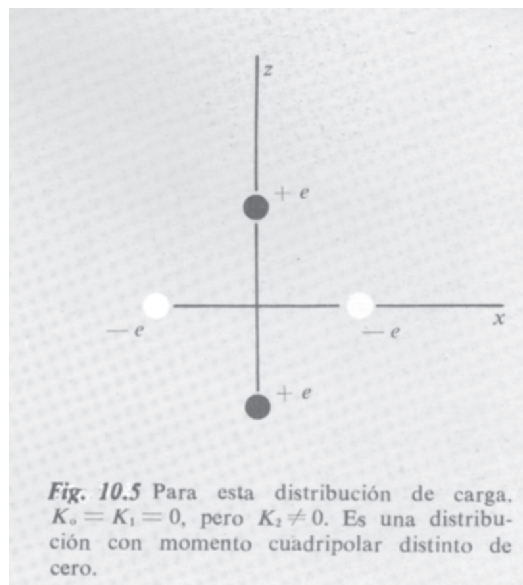 z
+ e
— e
— e
x
+ e
Fig. 10.5 Para esta distribución de carga,
K₀ = K₁ = 0, pero K₂ ≠ 0. Es una distribu-
ción con momento cuadripolar distinto de
cero.